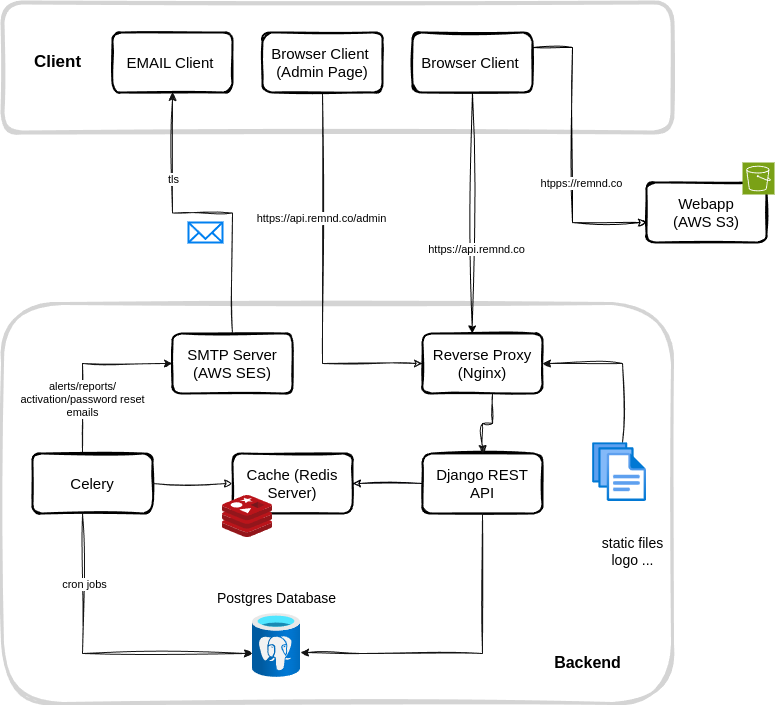 Client
EMAIL Client
Browser Client
(Admin Page)
Browser Client
tls
https://api.remnd.co/admin
https://api.remnd.co
htpps://remnd.co
Webapp
(AWS S3)
SMTP Server
(AWS SES)
Reverse Proxy
(Nginx)
alerts/reports/
activation/password reset
emails
Celery
Cache (Redis
Server)
Django REST
API
static files
logo ...
cron jobs
Postgres Database
Backend